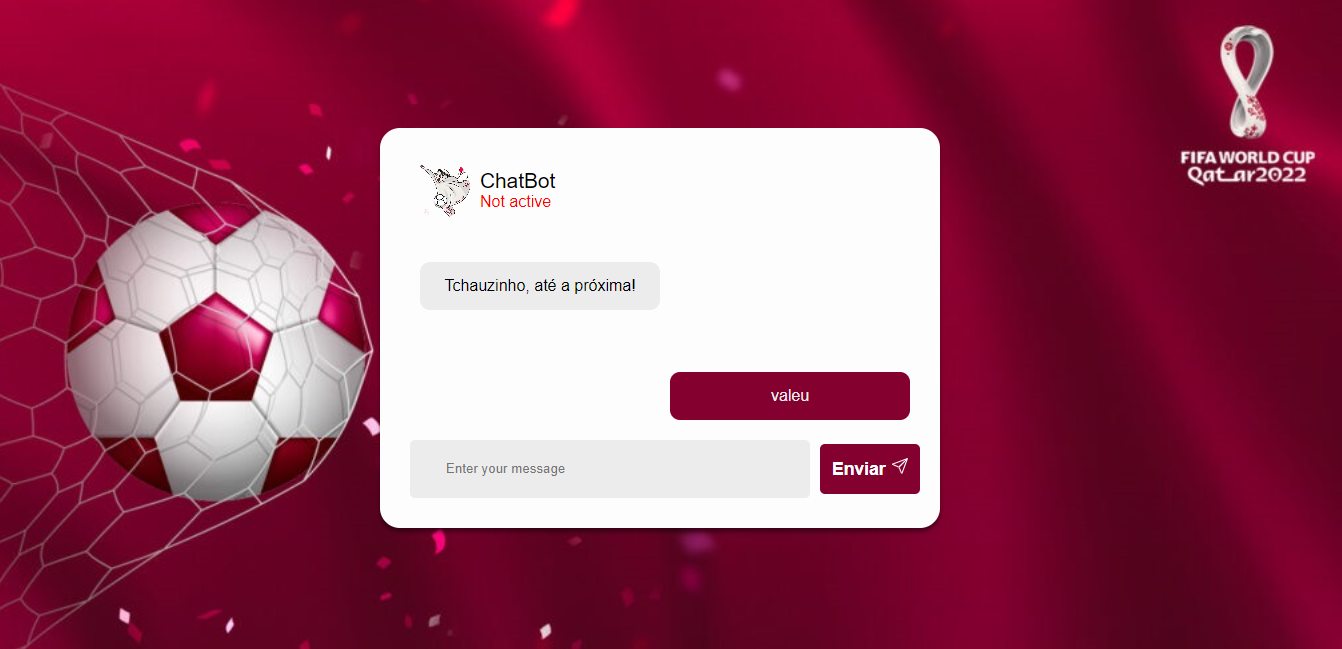 FIFA WORLD CUP
Qatar2022
ChatBot
Not active
Tchauzinho, até a próxima!
valeu
Enter your message
Enviar